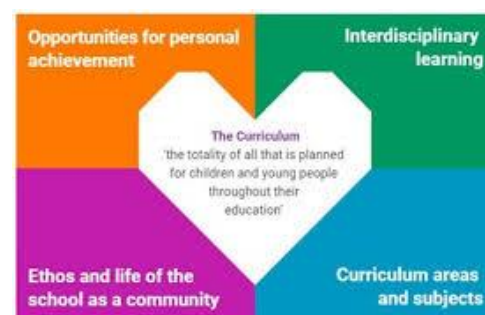 Opportunities for personal
achievement
Interdisciplinary
learning
The Curriculum
'the totality of all that is planned
for children and young people
throughout their
education'
Ethos and life of the
school as a community
Curriculum areas
and subjects